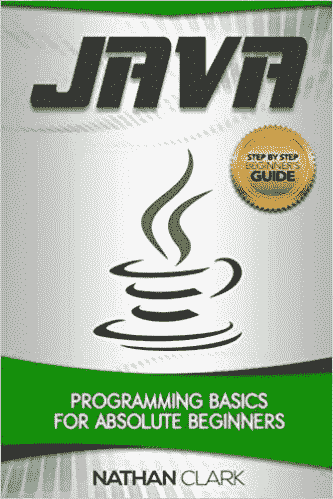 JAVA
STEP BY STEP
BEGINNER'S
GUIDE
PROGRAMMING BASICS
FOR ABSOLUTE BEGINNERS
NATHAN CLARK